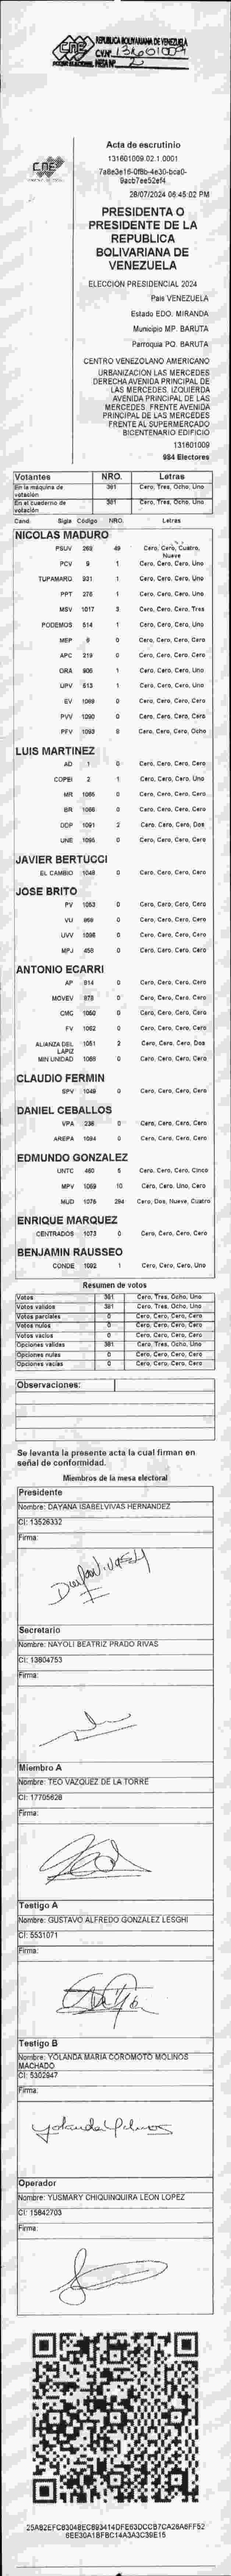 CNE
REPUBLICA BOLIVARIANA DE VENEZUELA
PODER ELECTORAL
MESA Nº 2
CNE
Acta de escrutinio
131601009.02.1.0001
28/07/2024 06:45:02 PM
PRESIDENTA O
PRESIDENTE DE LA
REPUBLICA
BOLIVARIANA DE
VENEZUELA
ELECCION PRESIDENCIAL 2024
Pais VENEZUELA
Estado EDO. MIRANDA
Municipio MP. BARUTA
Parroquia PQ. BARUTA
CENTRO VENEZOLANO AMERICANO
URBANIZACION LAS MERCEDES
DERECHA AVENIDA PRINCIPAL DE
LAS MERCEDES. IZQUIERDA
AVENIDA PRINCIPAL DE LAS
MERCEDES. FRENTE AVENIDA
PRINCIPAL DE LAS MERCEDES
FRENTE AL SUPERMERCADO
BICENTENARIO EDIFICIO
131601009
984 Electores
Votantes NRO. Letras
En la máquina de votación 381 Cero, Tres, Ocho, Uno
En el cuaderno de votación 381 Cero, Tres, Ocho, Uno
Cand. Sigla Código NRO. Letras
NICOLAS MADURO
PSUV 268 49 Cero, Cero, Cuatro, Nueve
PCV 9 1 Cero, Cero, Cero, Uno
TUPAMARO 931 1 Cero, Cero, Cero, Uno
PPT 276 1 Cero, Cero, Cero, Uno
MSV 1017 3 Cero, Cero, Cero, Tres
PODEMOS 514 1 Cero, Cero, Cero, Uno
MEP 8 0 Cero, Cero, Cero, Cero
APC 219 0 Cero, Cero, Cero, Cero
ORA 906 1 Cero, Cero, Cero, Uno
UPV 513 1 Cero, Cero, Cero, Uno
EV 1089 0 Cero, Cero, Cero, Cero
PVV 1090 0 Cero, Cero, Cero, Cero
PFV 1093 8 Cero, Cero, Cero, Ocho
LUIS MARTINEZ
AD 1 0 Cero, Cero, Cero, Cero
COPEI 2 1 Cero, Cero, Cero, Uno
MR 1065 0 Cero, Cero, Cero, Cero
BR 1066 0 Cero, Cero, Cero, Cero
DDP 1091 2 Cero, Cero, Cero, Dos
UNE 1095 0 Cero, Cero, Cero, Cero
JAVIER BERTUCCI
EL CAMBIO 1048 0 Cero, Cero, Cero, Cero
JOSE BRITO
PV 1053 0 Cero, Cero, Cero, Cero
VU 868 0 Cero, Cero, Cero, Cero
UVV 1096 0 Cero, Cero, Cero, Cero
MPJ 458 0 Cero, Cero, Cero, Cero
ANTONIO ECARRI
AP 914 0 Cero, Cero, Cero, Cero
MOVEV 978 0 Cero, Cero, Cero, Cero
CMC 1050 0 Cero, Cero, Cero, Cero
FV 1062 0 Cero, Cero, Cero, Cero
ALIANZA DEL LAPIZ 1051 2 Cero, Cero, Cero, Dos
MIN UNIDAD 1088 0 Cero, Cero, Cero, Cero
CLAUDIO FERMIN
SPV 1049 0 Cero, Cero, Cero, Cero
DANIEL CEBALLOS
VPA 236 0 Cero, Cero, Cero, Cero
AREPA 1094 0 Cero, Cero, Cero, Cero
EDMUNDO GONZALEZ
UNTC 460 5 Cero, Cero, Cero, Cinco
MPV 1069 10 Cero, Cero, Uno, Cero
MUD 1075 294 Cero, Dos, Nueve, Cuatro
ENRIQUE MARQUEZ
CENTRADOS 1073 0 Cero, Cero, Cero, Cero
BENJAMIN RAUSSEO
CONDE 1092 1 Cero, Cero, Cero, Uno
Resumen de votos
Votos 381 Cero, Tres, Ocho, Uno
Votos válidos 381 Cero, Tres, Ocho, Uno
Votos parciales 0 Cero, Cero, Cero, Cero
Votos nulos 0 Cero, Cero, Cero, Cero
Votos vacíos 0 Cero, Cero, Cero, Cero
Opciones válidas 381 Cero, Tres, Ocho, Uno
Opciones nulas 0 Cero, Cero, Cero, Cero
Opciones vacías 0 Cero, Cero, Cero, Cero
Observaciones:
Se levanta la presente acta la cual firman en
señal de conformidad.
Miembros de la mesa electoral
Presidente
Nombre: DAYANA ISABELVIVAS HERNANDEZ
CI: 13526332
Firma:
Secretario
Nombre: NAYOLI BEATRIZ PRADO RIVAS
CI: 13804753
Firma:
Miembro A
Nombre: TEO VAZQUEZ DE LA TORRE
CI: 17705628
Firma:
Testigo A
Nombre: GUSTAVO ALFREDO GONZALEZ LESGHI
CI: 5531071
Firma:
Testigo B
Nombre: YOLANDA MARIA COROMOTO MOLINOS
MACHADO
CI: 5302947
Firma:
Operador
Nombre: YUSMARY CHIQUINQUIRA LEON LOPEZ
CI: 15842703
Firma: